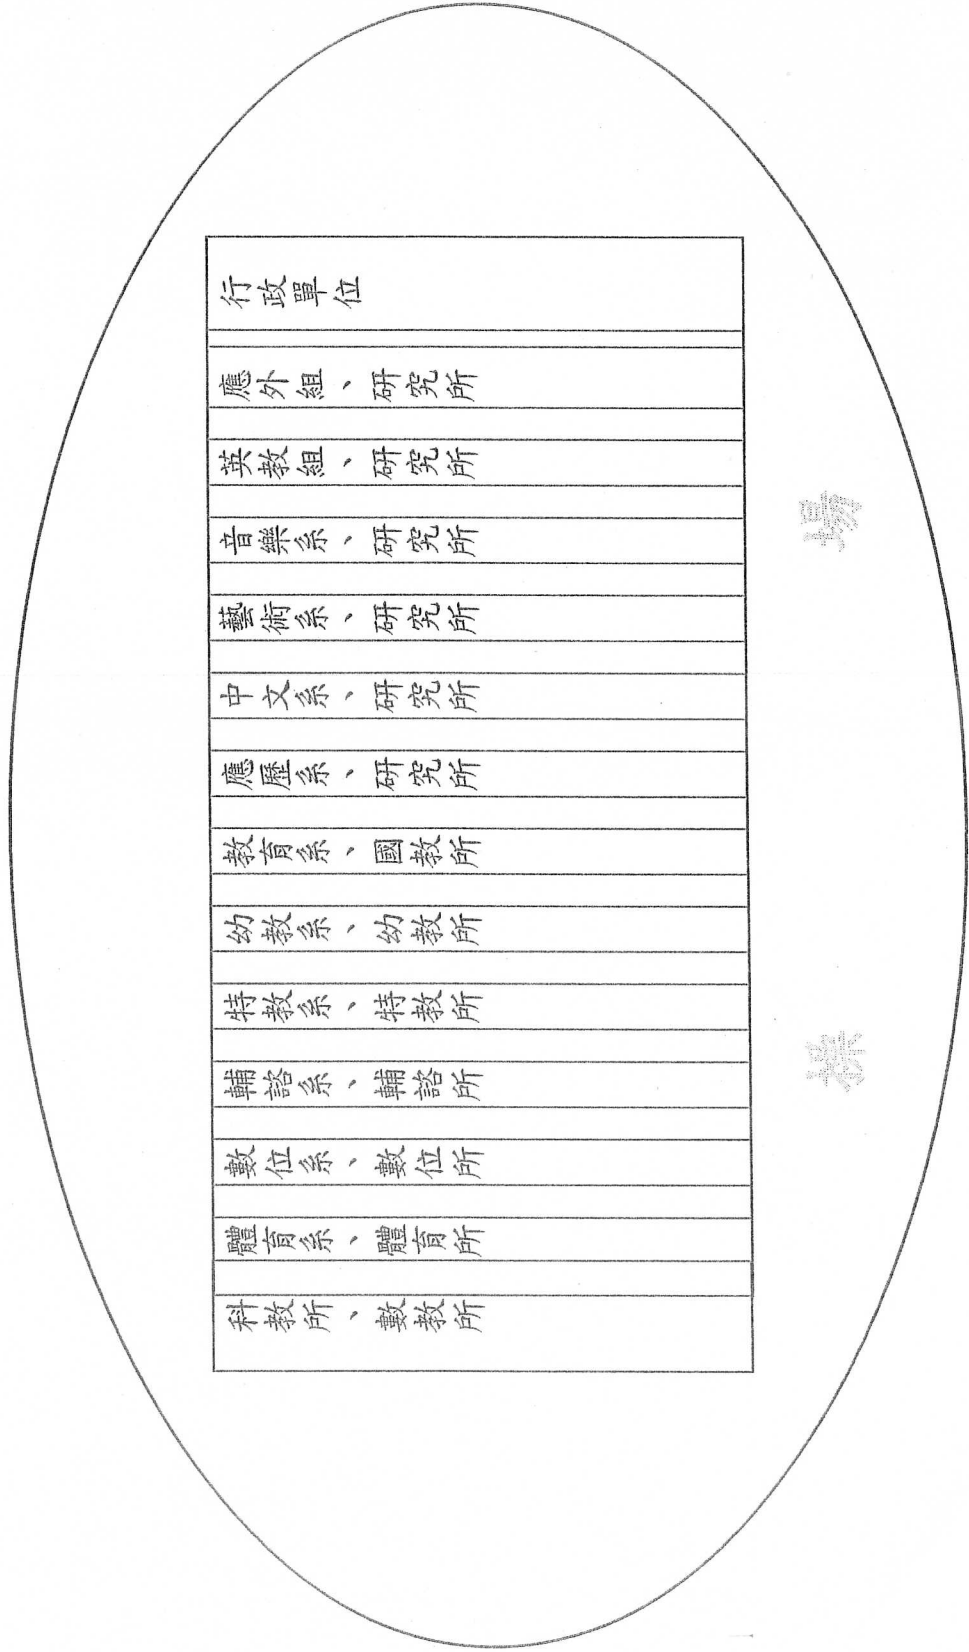 行政單位
應外組、研究所
英教組、研究所
音樂系、研究所
藝術系、研究所
中文系、研究所
應歷系、研究所
教育系、國教所
幼教系、幼教所
特教系、特教所
輔諮系、輔諮所
數位系、數位所
體育系、體育所
科教所、數教所
操場